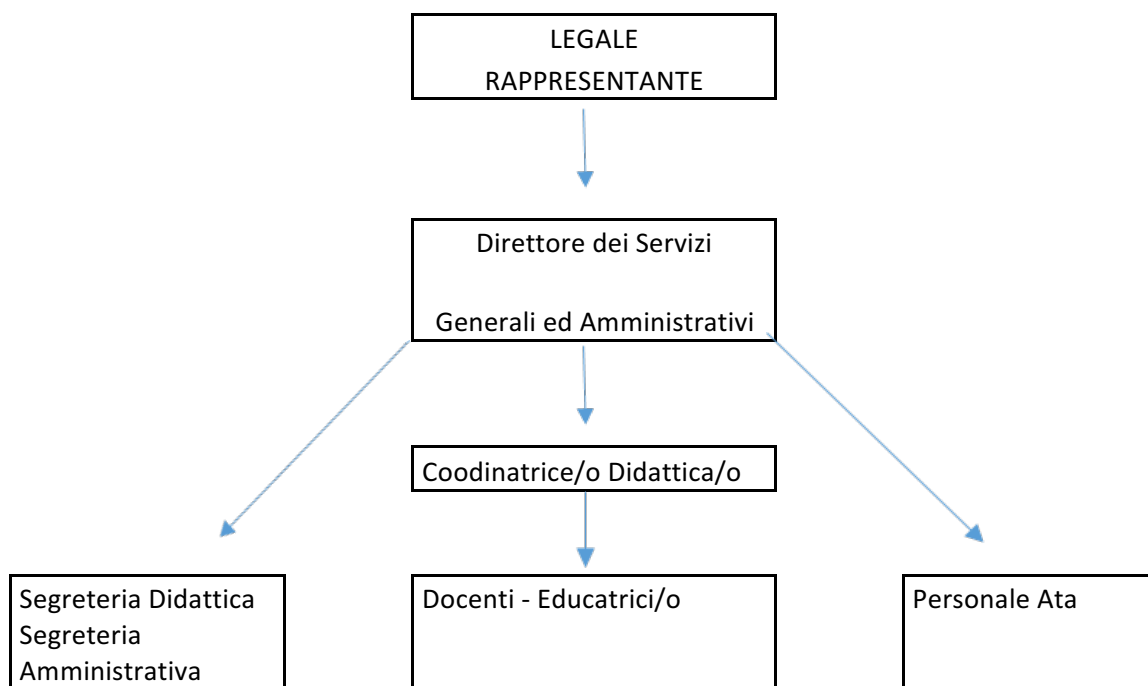 LEGALE
RAPPRESENTANTE
Direttore dei Servizi
Generali ed Amministrativi
Coodinatrice/o Didattica/o
Segreteria Didattica
Segreteria
Amministrativa
Docenti - Educatrici/o
Personale Ata